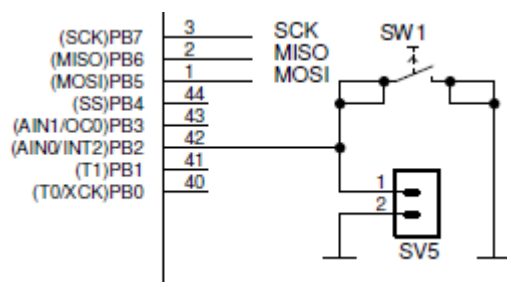 (SCK)PB7 3 SCK
(MISO)PB6 2 MISO
(MOSI)PB5 1 MOSI
(SS)PB4 44
(AIN1/OC0)PB3 43
(AIN0/INT2)PB2 42
(T1)PB1 41
(T0/XCK)PB0 40
SW1
1
2
SV5